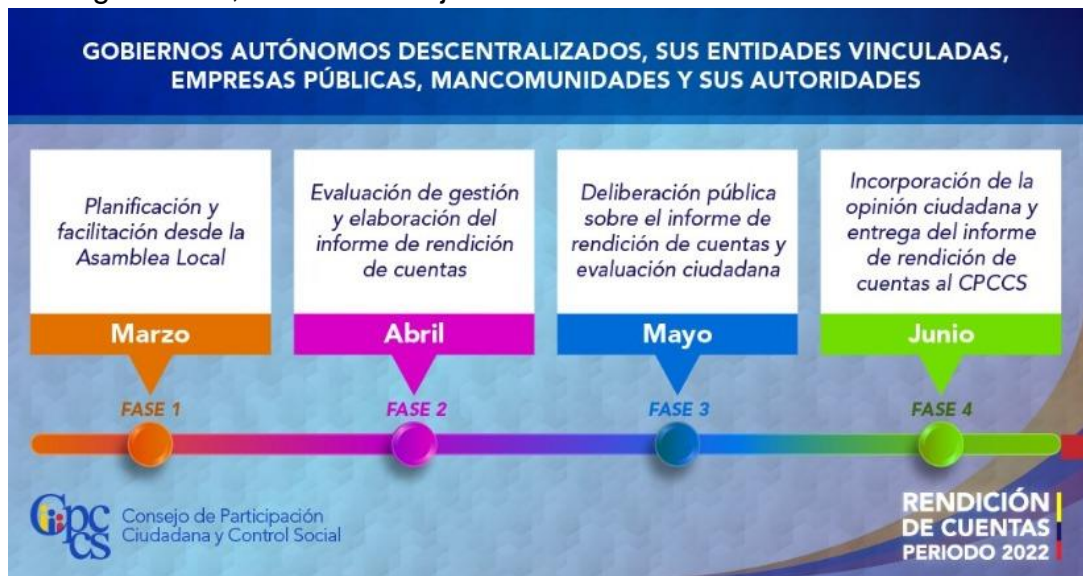 GOBIERNOS AUTÓNOMOS DESCENTRALIZADOS, SUS ENTIDADES VINCULADAS,
EMPRESAS PÚBLICAS, MANCOMUNIDADES Y SUS AUTORIDADES
Planificación y
facilitación desde la
Asamblea Local
Marzo
FASE 1
Evaluación de gestión
y elaboración del
informe de rendición
de cuentas
Abril
FASE 2
Deliberación pública
sobre el informe de
rendición de cuentas y
evaluación ciudadana
Mayo
FASE 3
Incorporación de la
opinión ciudadana y
entrega del informe
de rendición de
cuentas al CPCCS
Junio
FASE 4
CPCCS
Consejo de Participación
Ciudadana y Control Social
RENDICIÓN
DE CUENTAS
PERIODO 2022